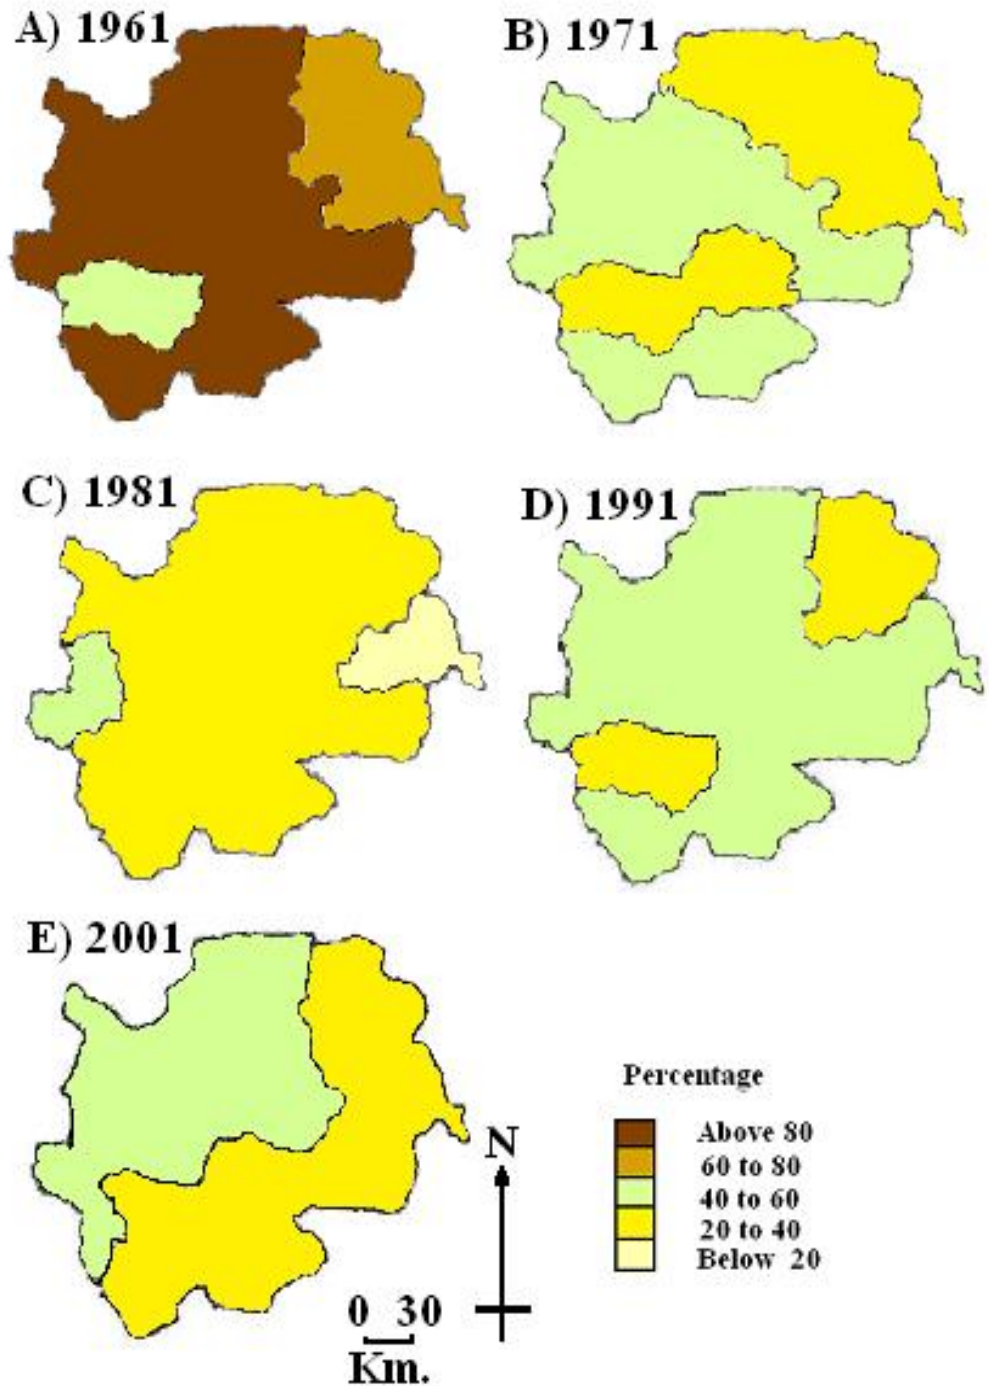 A) 1961
B) 1971
C) 1981
D) 1991
E) 2001
Percentage
Above 80
60 to 80
40 to 60
20 to 40
Below 20
N
0 30
Km.